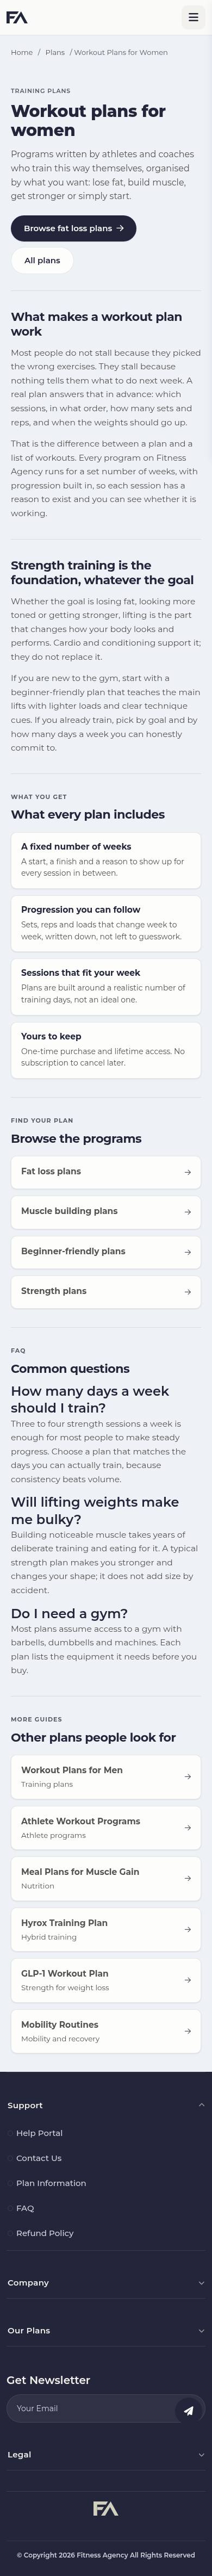 FA
Home / Plans / Workout Plans for Women
TRAINING PLANS
Workout plans for
women
Programs written by athletes and coaches
who train this way themselves, organised
by what you want: lose fat, build muscle,
get stronger or simply start.
Browse fat loss plans →
All plans
What makes a workout plan
work
Most people do not stall because they picked
the wrong exercises. They stall because
nothing tells them what to do next week. A
real plan answers that in advance: which
sessions, in what order, how many sets and
reps, and when the weights should go up.
That is the difference between a plan and a
list of workouts. Every program on Fitness
Agency runs for a set number of weeks, with
progression built in, so each session has a
reason to exist and you can see whether it is
working.
Strength training is the
foundation, whatever the goal
Whether the goal is losing fat, looking more
toned or getting stronger, lifting is the part
that changes how your body looks and
performs. Cardio and conditioning support it;
they do not replace it.
If you are new to the gym, start with a
beginner-friendly plan that teaches the main
lifts with lighter loads and clear technique
cues. If you already train, pick by goal and by
how many days a week you can honestly
commit to.
WHAT YOU GET
What every plan includes
A fixed number of weeks
A start, a finish and a reason to show up for
every session in between.
Progression you can follow
Sets, reps and loads that change week to
week, written down, not left to guesswork.
Sessions that fit your week
Plans are built around a realistic number of
training days, not an ideal one.
Yours to keep
One-time purchase and lifetime access. No
subscription to cancel later.
FIND YOUR PLAN
Browse the programs
Fat loss plans →
Muscle building plans →
Beginner-friendly plans →
Strength plans →
FAQ
Common questions
How many days a week
should I train?
Three to four strength sessions a week is
enough for most people to make steady
progress. Choose a plan that matches the
days you can actually train, because
consistency beats volume.
Will lifting weights make
me bulky?
Building noticeable muscle takes years of
deliberate training and eating for it. A typical
strength plan makes you stronger and
changes your shape; it does not add size by
accident.
Do I need a gym?
Most plans assume access to a gym with
barbells, dumbbells and machines. Each
plan lists the equipment it needs before you
buy.
MORE GUIDES
Other plans people look for
Workout Plans for Men →
Training plans
Athlete Workout Programs →
Athlete programs
Meal Plans for Muscle Gain →
Nutrition
Hyrox Training Plan →
Hybrid training
GLP-1 Workout Plan →
Strength for weight loss
Mobility Routines →
Mobility and recovery
Support
Help Portal
Contact Us
Plan Information
FAQ
Refund Policy
Company
Our Plans
Get Newsletter
Your Email
Legal
FA
© Copyright 2026 Fitness Agency All Rights Reserved